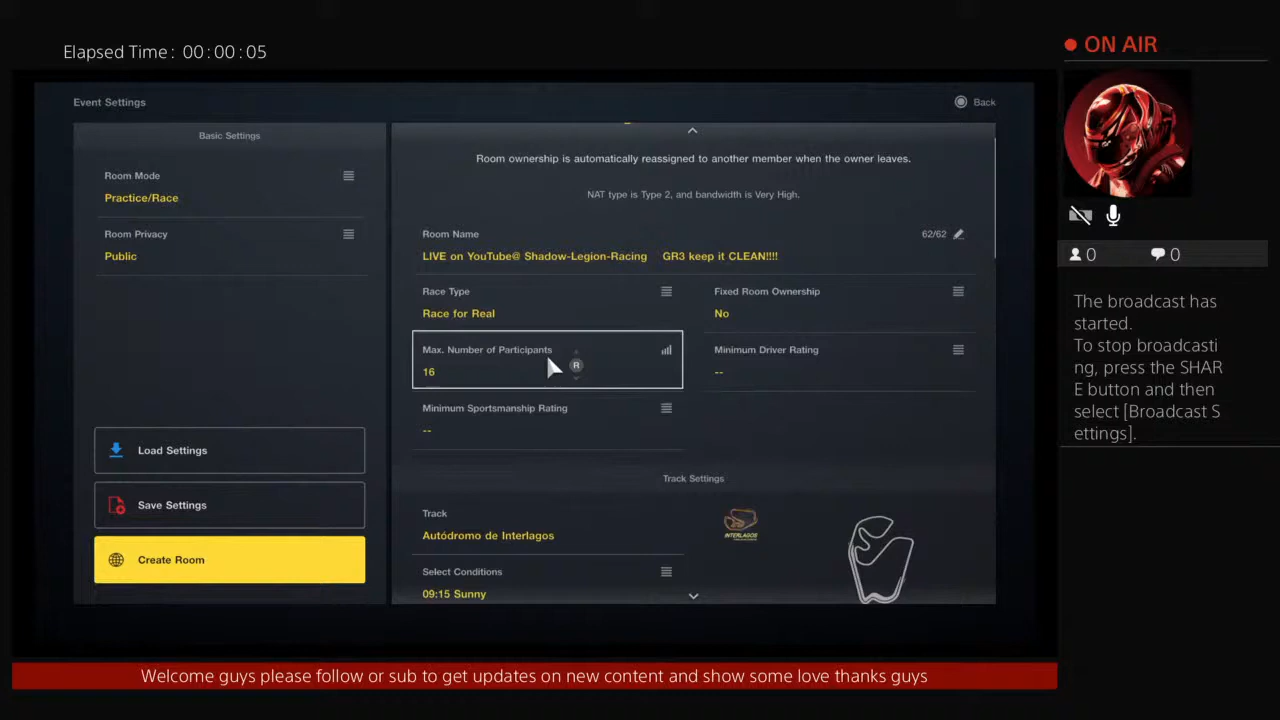 Elapsed Time: 00:00:05
ON AIR
Event Settings
Back
Basic Settings
Room Mode
Practice/Race
Room Privacy
Public
Load Settings
Save Settings
Create Room
Room ownership is automatically reassigned to another member when the owner leaves.
NAT type is Type 2, and bandwidth is Very High.
Room Name
62/62
LIVE on YouTube@ Shadow-Legion-Racing GR3 keep it CLEAN!!!!
Race Type
Race for Real
Fixed Room Ownership
No
Max. Number of Participants
16
R
Minimum Driver Rating
--
Minimum Sportsmanship Rating
--
Track Settings
Track
Autódromo de Interlagos
INTERLAGOS
Select Conditions
09:15 Sunny
0
0
The broadcast has
started.
To stop broadcasti
ng, press the SHAR
E button and then
select [Broadcast S
ettings].
Welcome guys please follow or sub to get updates on new content and show some love thanks guys